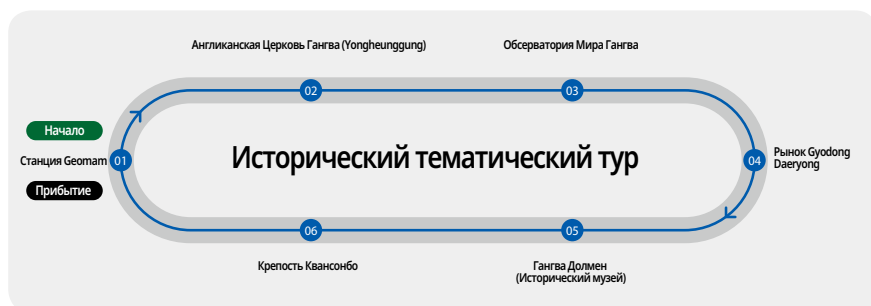 Англиканская Церковь Гангва (Yongheunggung)
Обсерватория Мира Гангва
02
03
Начало
Станция Geomam
01
Прибытие
Исторический тематический тур
04
Рынок Gyodong
Daeryong
06
05
Крепость Квансонбо
Гангва Долмен
(Исторический музей)